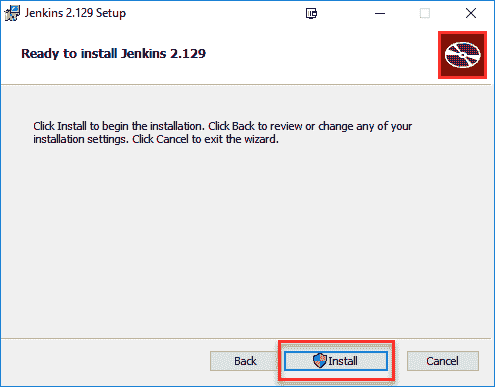 Jenkins 2.129 Setup
Ready to install Jenkins 2.129
Click Install to begin the installation. Click Back to review or change any of your
installation settings. Click Cancel to exit the wizard.
Back Install Cancel